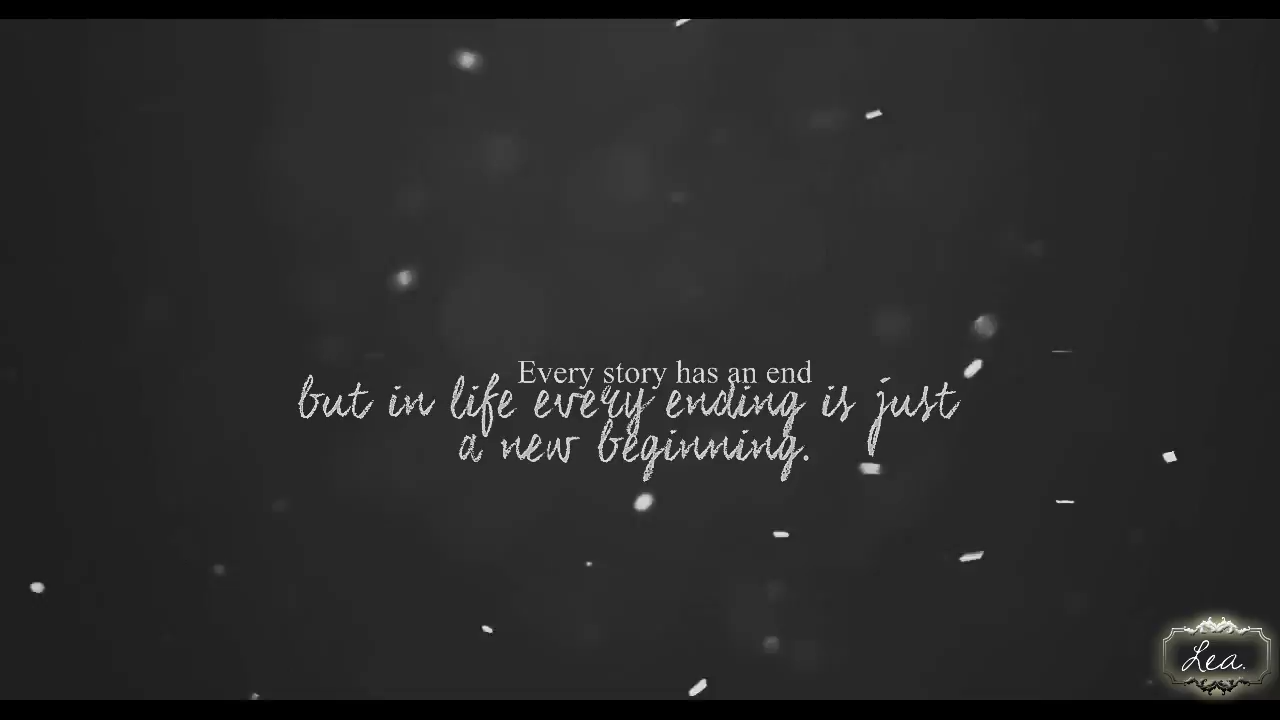 Every story has an end
but in life every ending is just
a new beginning.
Lea.